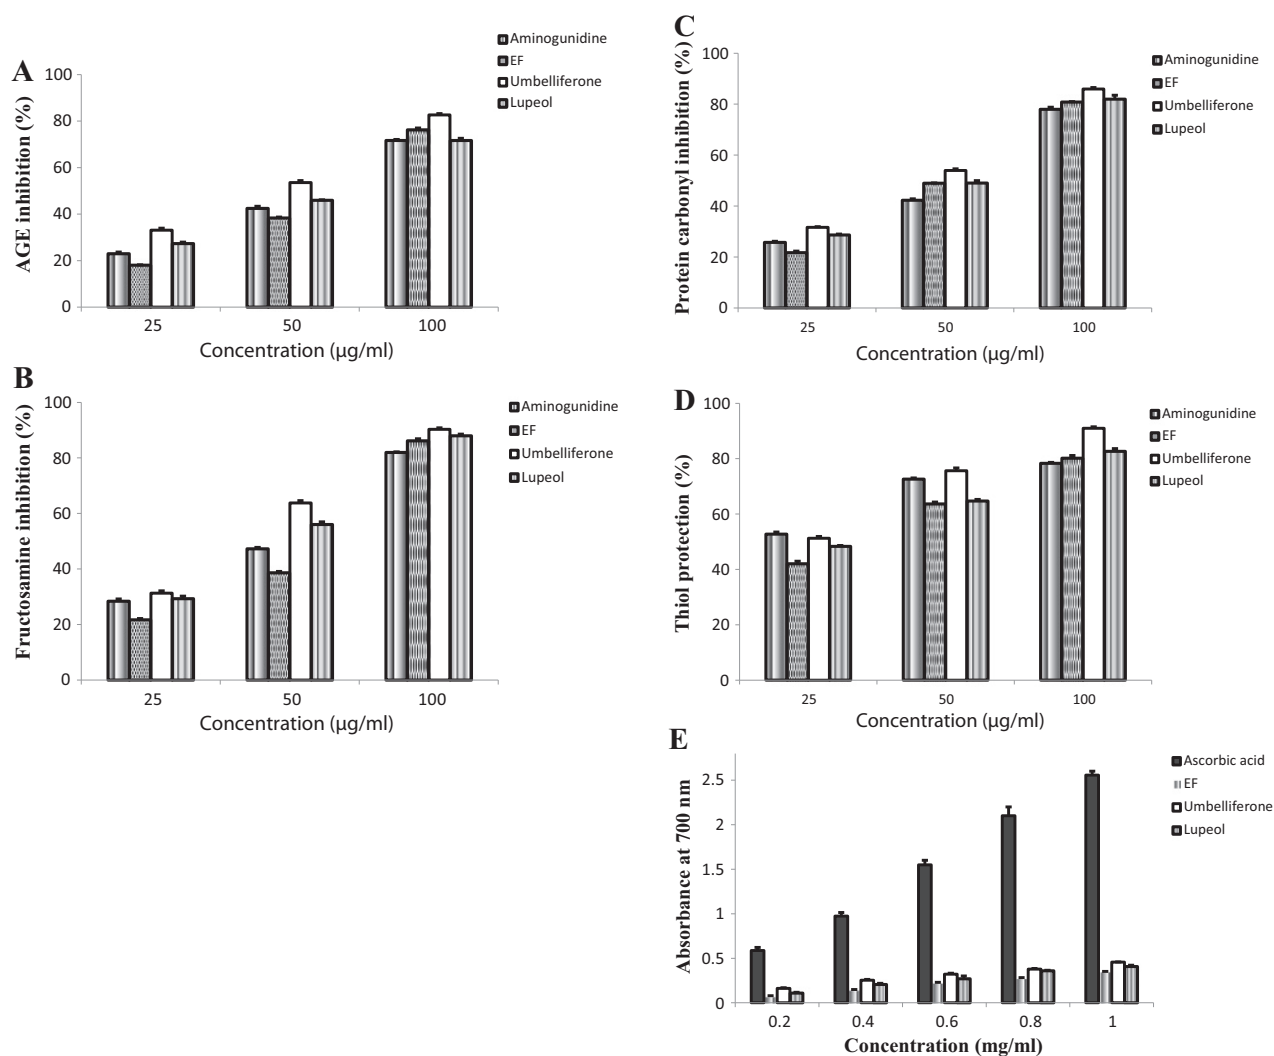 A
AGE inhibition (%)
100
80
60
40
20
0
25 50 100
Concentration (µg/ml)
Aminogunidine
EF
Umbelliferone
Lupeol
B
Fructosamine inhibition (%)
100
80
60
40
20
0
25 50 100
Concentration (µg/ml)
Aminogunidine
EF
Umbelliferone
Lupeol
C
Protein carbonyl inhibition (%)
100
80
60
40
20
0
25 50 100
Concentration (µg/ml)
Aminogunidine
EF
Umbelliferone
Lupeol
D
Thiol protection (%)
100
80
60
40
20
0
25 50 100
Concentration (µg/ml)
Aminogunidine
EF
Umbelliferone
Lupeol
E
Absorbance at 700 nm
2.5
2
1.5
1
0.5
0
0.2 0.4 0.6 0.8 1
Concentration (mg/ml)
Ascorbic acid
EF
Umbelliferone
Lupeol